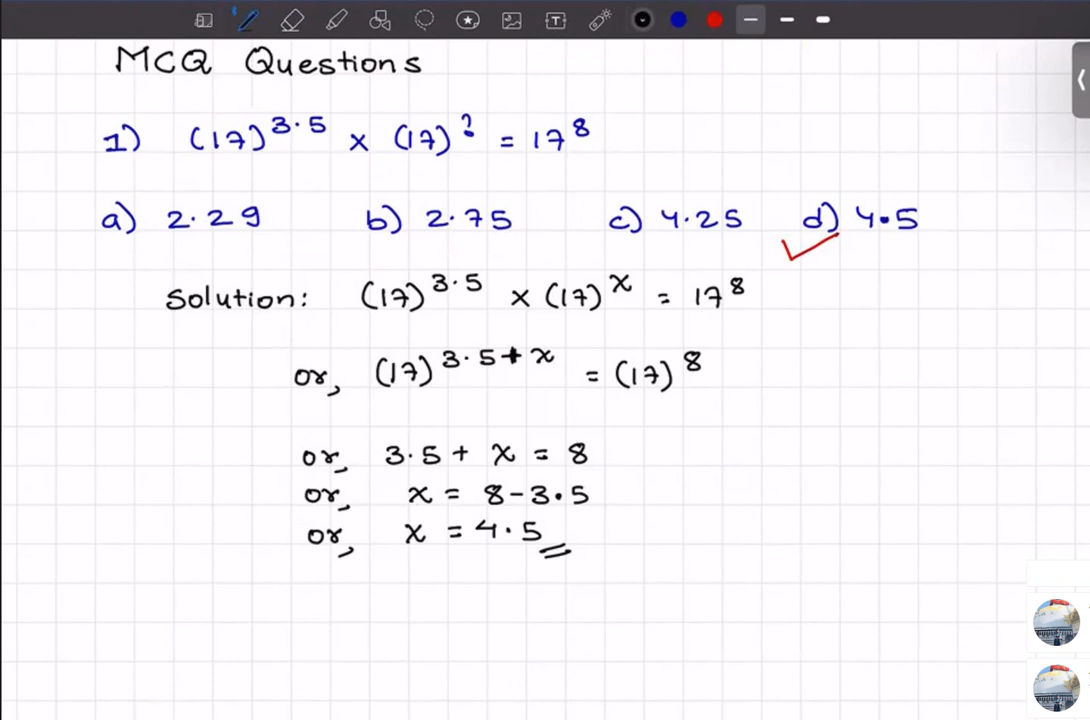 MCQ Questions
1) (17)^3.5 × (17)^? = 17^8
a) 2.29 b) 2.75 c) 4.25 d) 4.5
Solution: (17)^3.5 × (17)^x = 17^8
or, (17)^3.5+x = (17)^8
or, 3.5 + x = 8
or, x = 8-3.5
or, x = 4.5